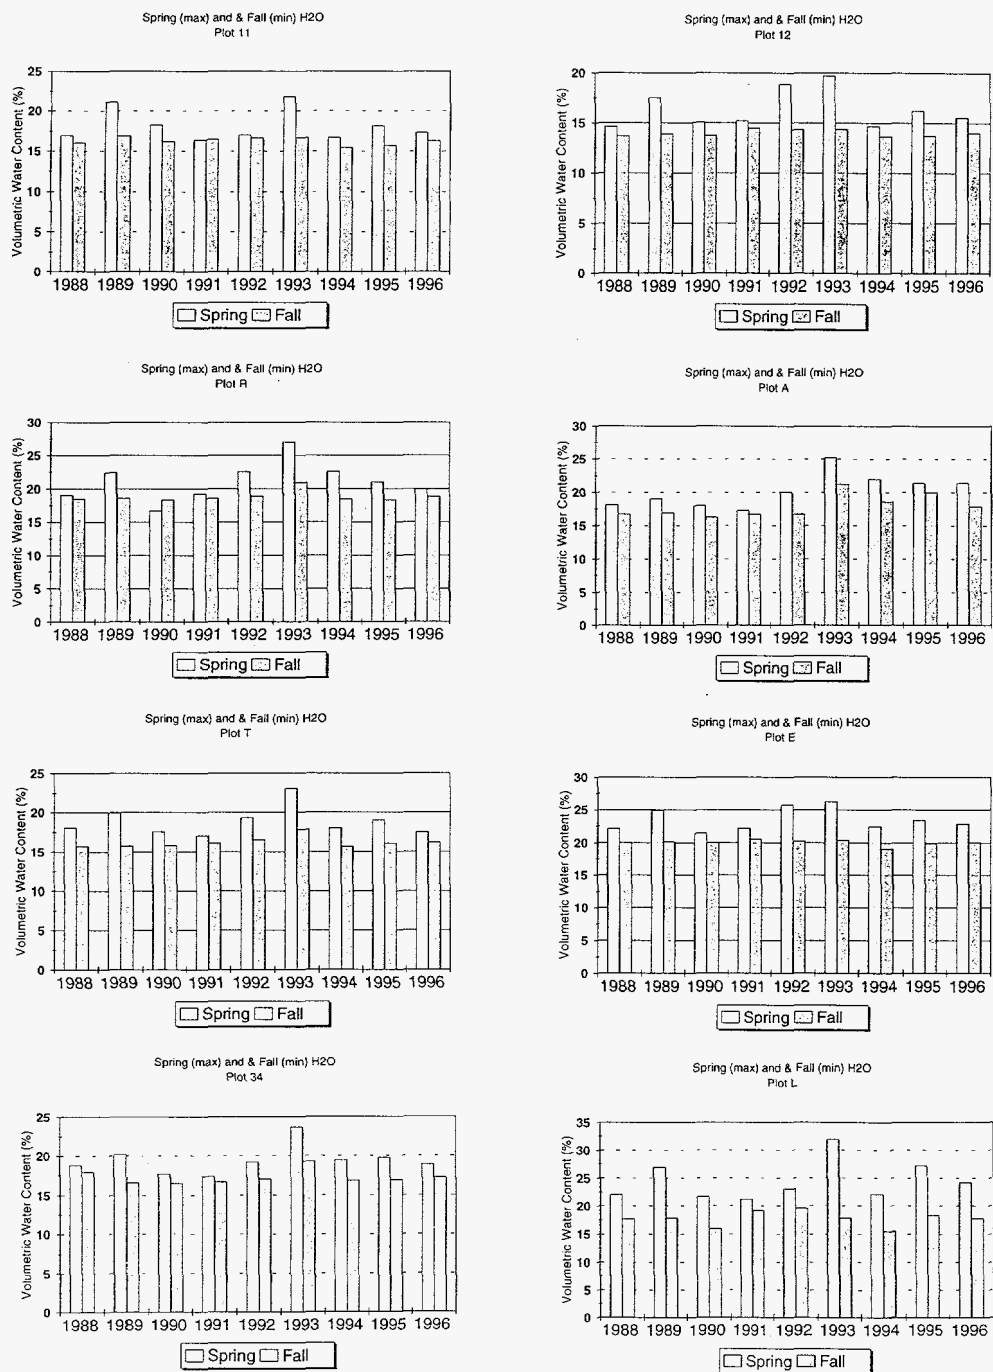 Spring (max) and & Fall (min) H2O
Plot 11
Volumetric Water Content (%)
25
20
15
10
5
0
1988 1989 1990 1991 1992 1993 1994 1995 1996
Spring Fall
Spring (max) and & Fall (min) H2O
Plot 12
Volumetric Water Content (%)
20
15
10
5
0
1988 1989 1990 1991 1992 1993 1994 1995 1996
Spring Fall
Spring (max) and & Fall (min) H2O
Plot R
Volumetric Water Content (%)
30
25
20
15
10
5
0
1988 1989 1990 1991 1992 1993 1994 1995 1996
Spring Fall
Spring (max) and & Fall (min) H2O
Plot A
Volumetric Water Content (%)
30
25
20
15
10
5
0
1988 1989 1990 1991 1992 1993 1994 1995 1996
Spring Fall
Spring (max) and & Fall (min) H2O
Plot T
Volumetric Water Content (%)
25
20
15
10
5
0
1988 1989 1990 1991 1992 1993 1994 1995 1996
Spring Fall
Spring (max) and & Fall (min) H2O
Plot E
Volumetric Water Content (%)
30
25
20
15
10
5
0
1988 1989 1990 1991 1992 1993 1994 1995 1996
Spring Fall
Spring (max) and & Fall (min) H2O
Plot 34
Volumetric Water Content (%)
25
20
15
10
5
0
1988 1989 1990 1991 1992 1993 1994 1995 1996
Spring Fall
Spring (max) and & Fall (min) H2O
Plot L
Volumetric Water Content (%)
35
30
25
20
15
10
5
0
1988 1989 1990 1991 1992 1993 1994 1995 1996
Spring Fall